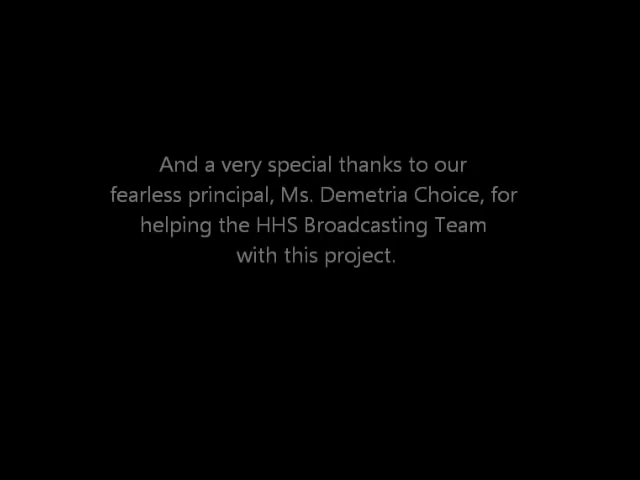 And a very special thanks to our
fearless principal, Ms. Demetria Choice, for
helping the HHS Broadcasting Team
with this project.